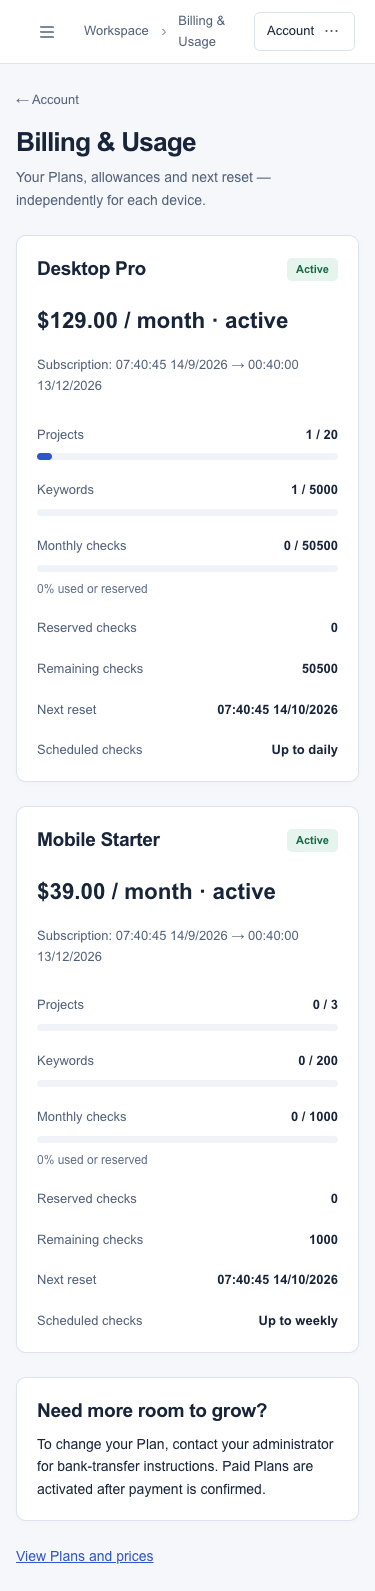 Workspace › Billing & Usage Account ···
← Account
Billing & Usage
Your Plans, allowances and next reset —
independently for each device.
Desktop Pro Active
$129.00 / month · active
Subscription: 07:40:45 14/9/2026 → 00:40:00
13/12/2026
Projects 1 / 20
Keywords 1 / 5000
Monthly checks 0 / 50500
0% used or reserved
Reserved checks 0
Remaining checks 50500
Next reset 07:40:45 14/10/2026
Scheduled checks Up to daily
Mobile Starter Active
$39.00 / month · active
Subscription: 07:40:45 14/9/2026 → 00:40:00
13/12/2026
Projects 0 / 3
Keywords 0 / 200
Monthly checks 0 / 1000
0% used or reserved
Reserved checks 0
Remaining checks 1000
Next reset 07:40:45 14/10/2026
Scheduled checks Up to weekly
Need more room to grow?
To change your Plan, contact your administrator
for bank-transfer instructions. Paid Plans are
activated after payment is confirmed.
View Plans and prices